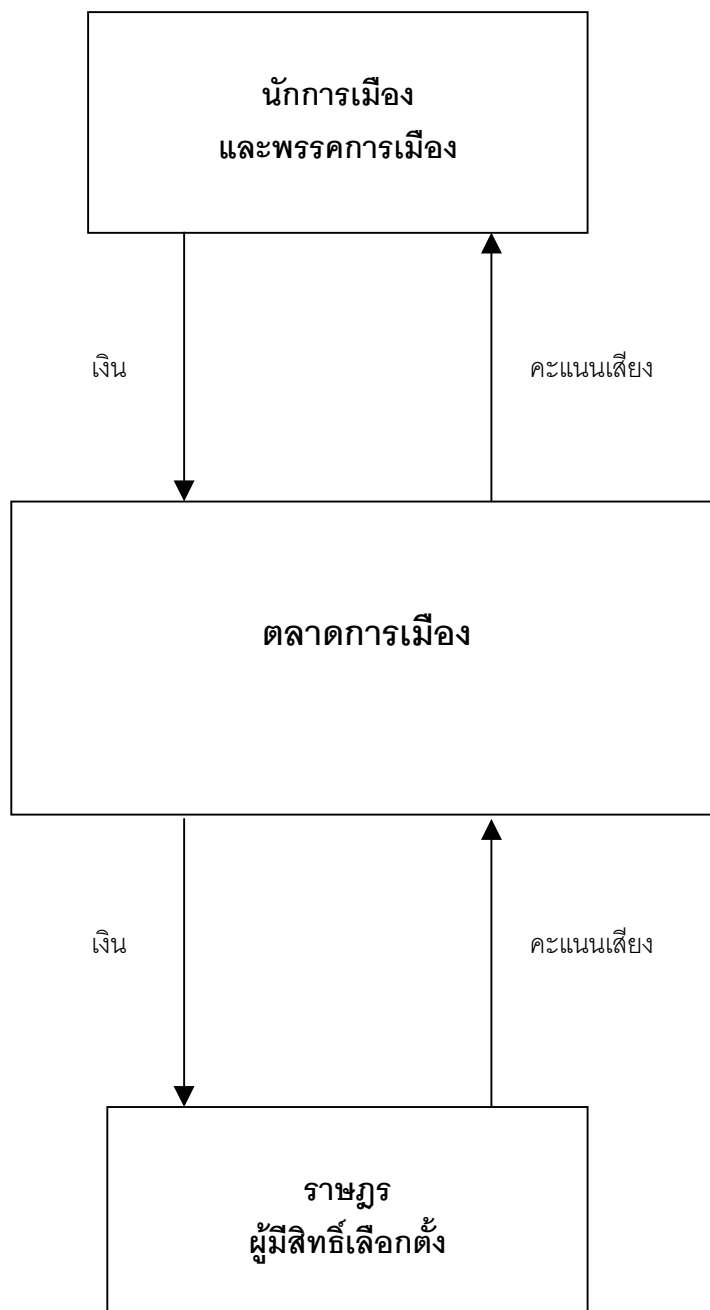 นักการเมือง
และพรรคการเมือง
เงิน
คะแนนเสียง
ตลาดการเมือง
เงิน
คะแนนเสียง
ราษฎร
ผู้มีสิทธิ์เลือกตั้ง